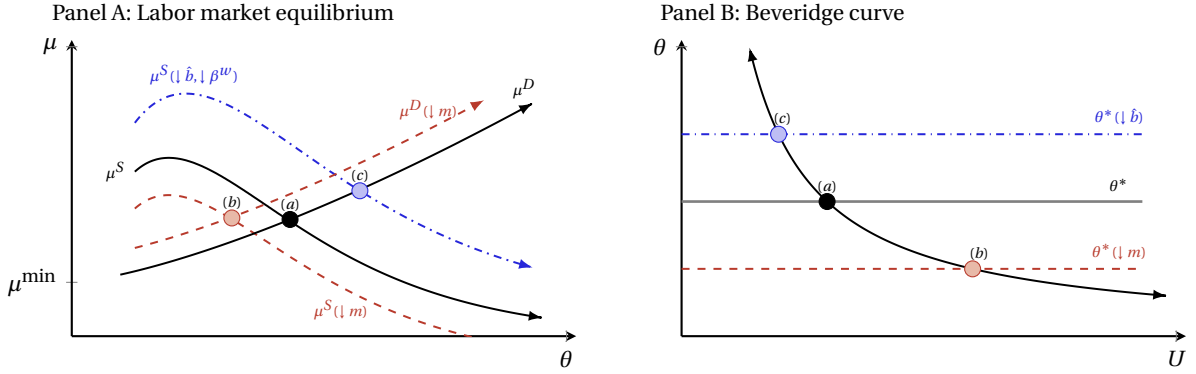 Panel A: Labor market equilibrium
μ
μ^S (↓ b̂, ↓ β^w)
μ^D
μ^D (↓ m)
μ^S
(c)
(b)
(a)
μ^min
μ^S (↓ m)
θ
Panel B: Beveridge curve
θ
(c)
θ* (↓ b̂)
(a)
θ*
(b)
θ* (↓ m)
U